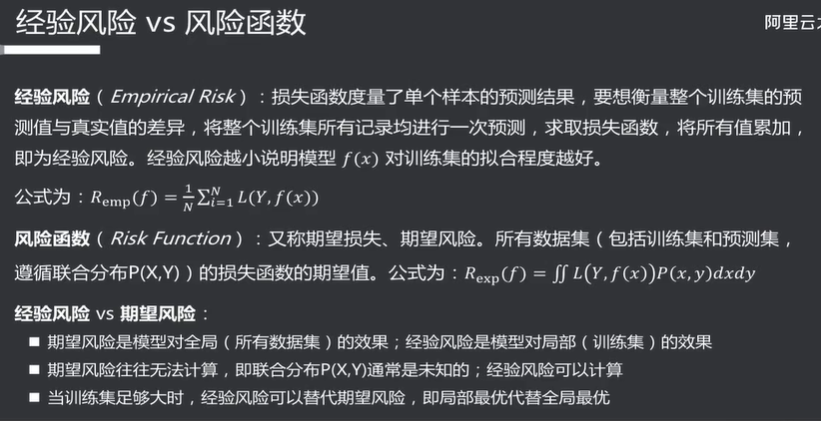 经验风险 vs 风险函数
阿里云
经验风险（Empirical Risk）：损失函数度量了单个样本的预测结果，要想衡量整个训练集的预
测值与真实值的差异，将整个训练集所有记录均进行一次预测，求取损失函数，将所有值累加，
即为经验风险。经验风险越小说明模型 f(x) 对训练集的拟合程度越好。
公式为：R_emp(f) = 1/N ∑_{i=1}^{N} L(Y, f(x))
风险函数（Risk Function）：又称期望损失、期望风险。所有数据集（包括训练集和预测集，
遵循联合分布P(X,Y)）的损失函数的期望值。公式为：R_exp(f) = ∬ L(Y, f(x))P(x, y)dxdy
经验风险 vs 期望风险：
■ 期望风险是模型对全局（所有数据集）的效果；经验风险是模型对局部（训练集）的效果
■ 期望风险往往无法计算，即联合分布P(X,Y)通常是未知的；经验风险可以计算
■ 当训练集足够大时，经验风险可以替代期望风险，即局部最优代替全局最优